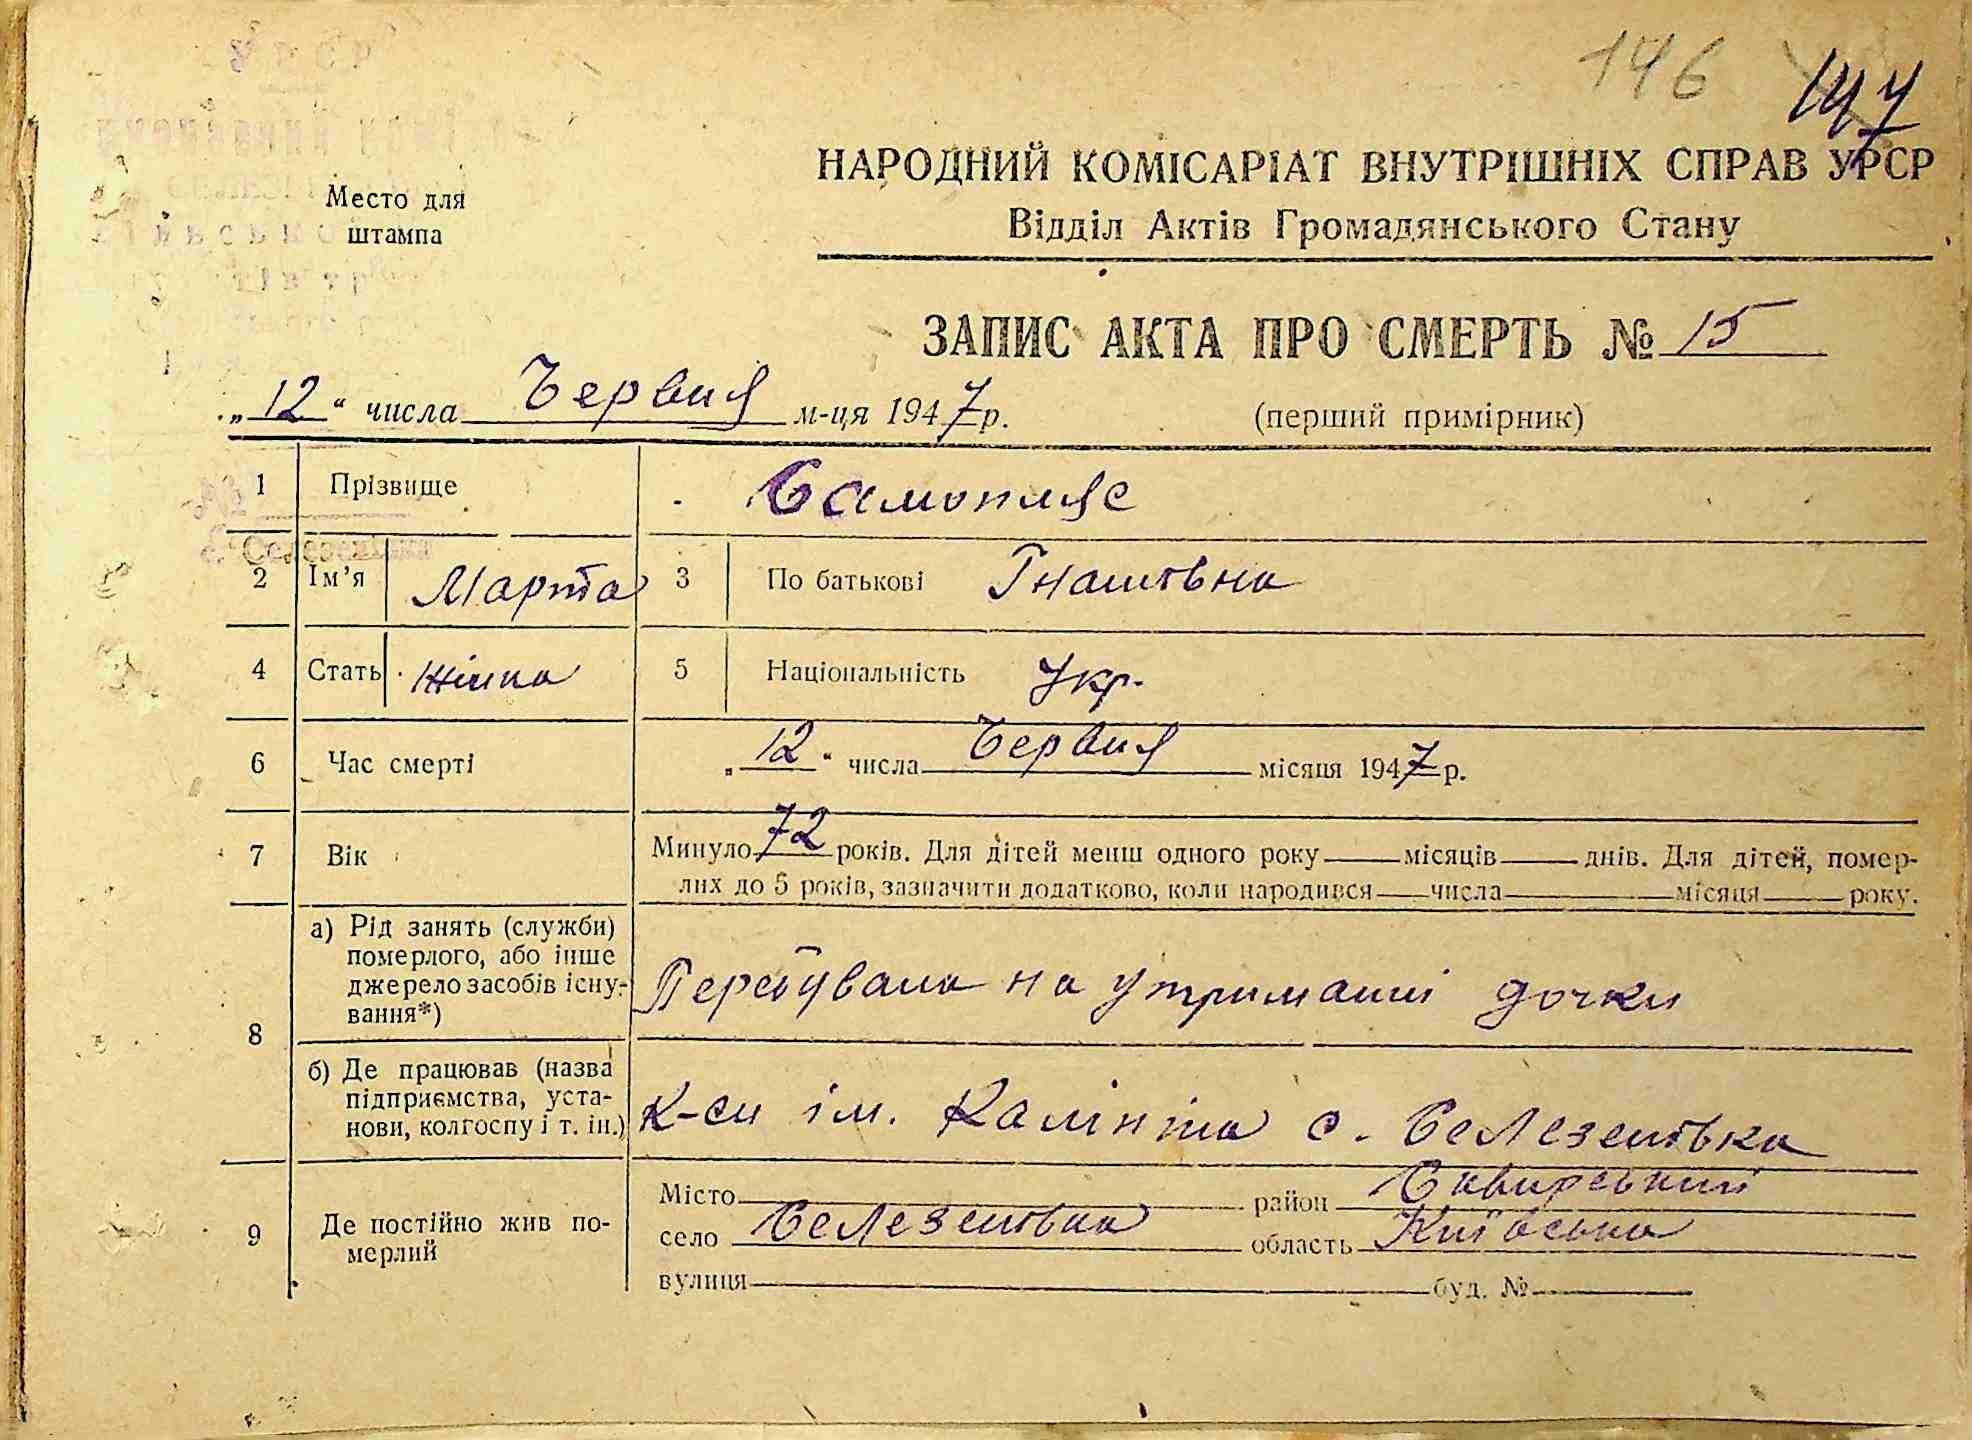 146 147
НАРОДНИЙ КОМІСАРІАТ ВНУТРІШНІХ СПРАВ УРСР
Відділ Актів Громадянського Стану
Место для
штампа
ЗАПИС АКТА ПРО СМЕРТЬ № 15
„12“ числа Червня м-ця 1947 р. (перший примірник)
1 Прізвище Самопляс
2 Ім’я Марта 3 По батькові Гнатівна
4 Стать жінка 5 Національність Укр.
6 Час смерті „12“ числа Червня місяця 1947 р.
7 Вік Минуло 72 років. Для дітей менш одного року місяців днів. Для дітей, помер-
лих до 5 років, зазначити додатково, коли народився числа місяця року.
8 а) Рід занять (служби)
померлого, або інше
джерело засобів існу-
вання*) Перебувала на утриманні дочки
б) Де працював (назва
підприємства, уста-
нови, колгоспу і т. ін.) К-сп ім. Калініна с. Селезенівка
9 Де постійно жив по-
мерлий
Місто район Сквирський
село Селезенівка область Київська
вулиця буд. №